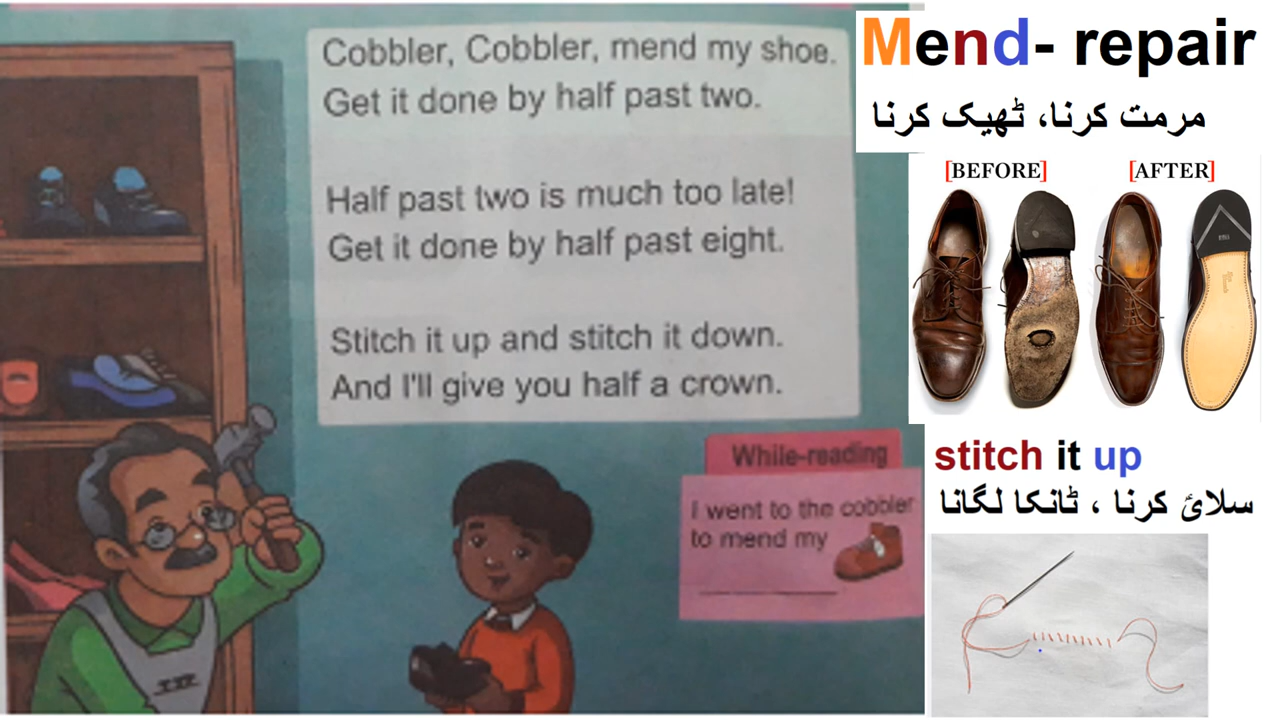 Cobbler, Cobbler, mend my shoe.
Get it done by half past two.
Half past two is much too late!
Get it done by half past eight.
Stitch it up and stitch it down.
And I'll give you half a crown.
While-reading
I went to the cobbler
to mend my
Mend- repair
مرمت کرنا، ٹھیک کرنا
[BEFORE]
[AFTER]
stitch it up
سلائ کرنا ، ٹانکا لگانا